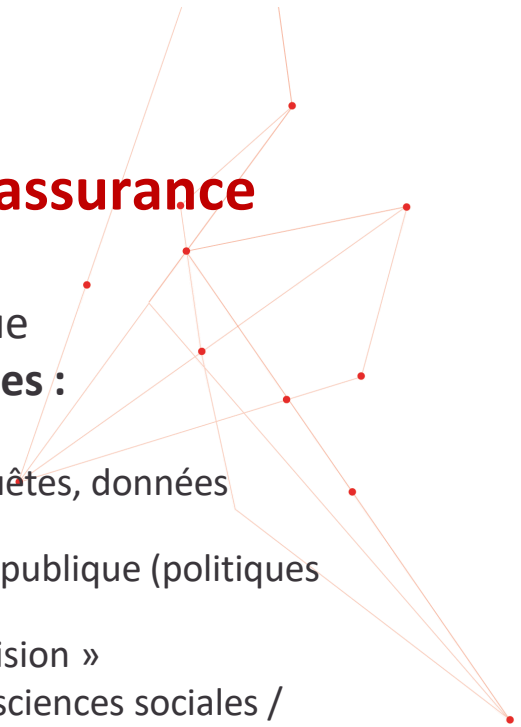 assurance
ue
es :
uêtes, données
publique (politiques
ision »
sciences sociales /